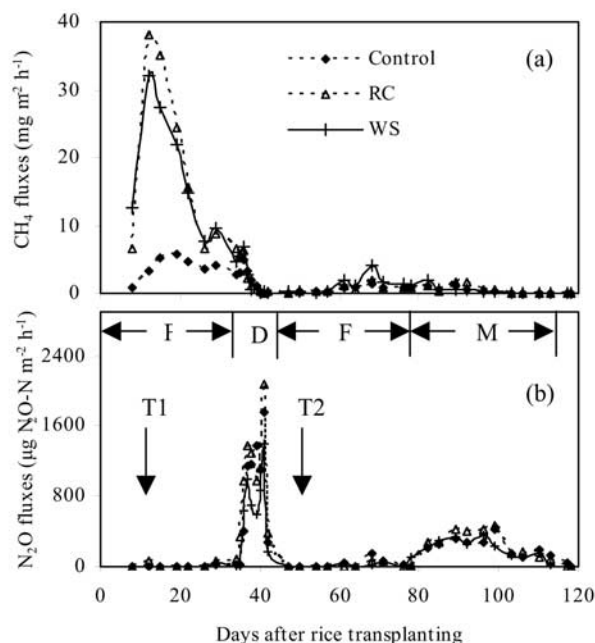 40
30
20
10
0
CH₄ fluxes (mg m⁻² h⁻¹)
(a)
Control
RC
WS
F D F M
2400
1600
800
0
N₂O fluxes (µg N₂O-N m⁻² h⁻¹)
(b)
T1 T2
0 20 40 60 80 100 120
Days after rice transplanting